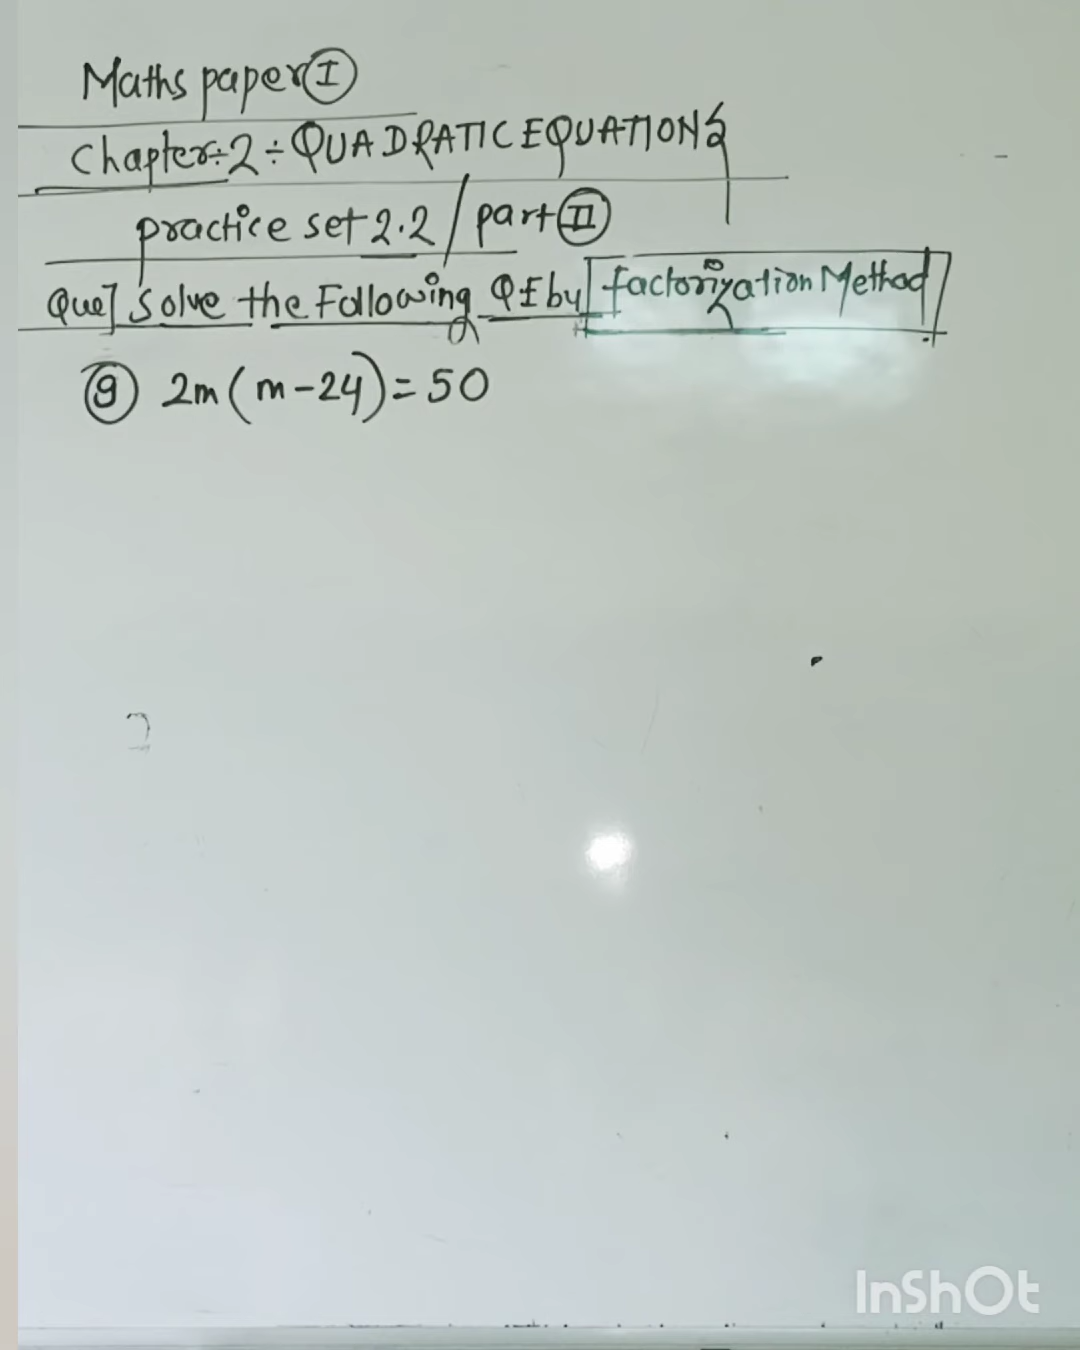 Maths paper I
Chapter÷2÷QUADRATIC EQUATIONS
practice set 2.2/part II
Que] Solve the Following QE by factorization Method
9 2m(m-24)=50
InShOt